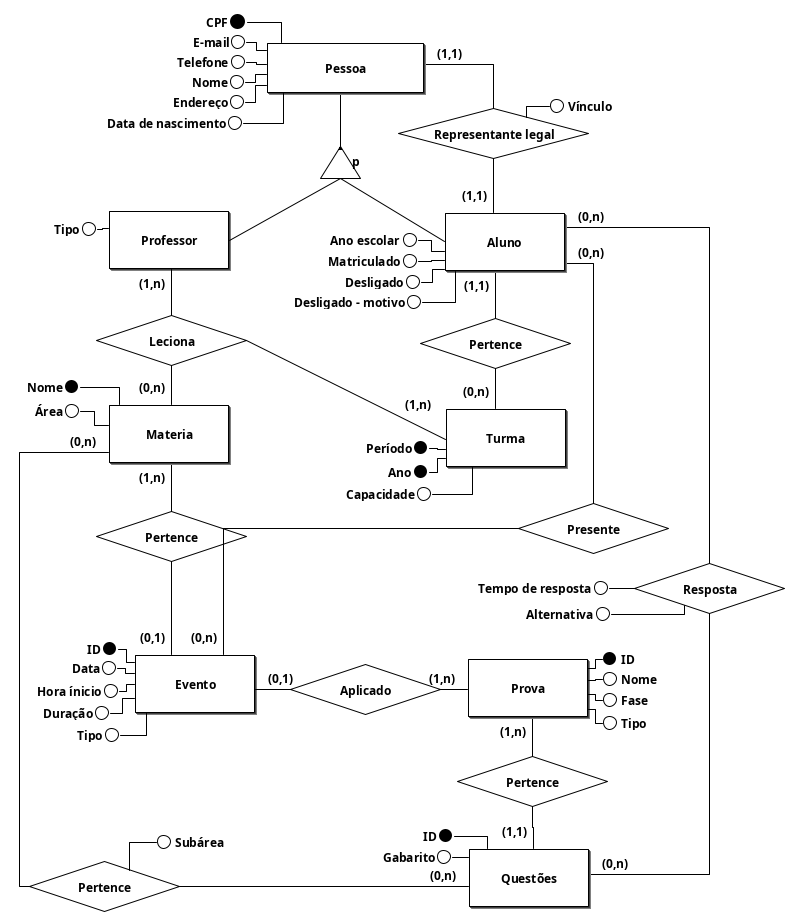 CPF
E-mail
Telefone
Nome
Endereço
Data de nascimento
Pessoa
(1,1)
Vínculo
Representante legal
p
(1,1)
Tipo
Professor
(1,n)
Ano escolar
Matriculado
Desligado
Desligado - motivo
Aluno
(0,n)
(0,n)
(1,1)
Leciona
Pertence
(0,n)
(0,n)
(1,n)
Nome
Área
(0,n)
Materia
(1,n)
Período
Ano
Capacidade
Turma
Pertence
Presente
Tempo de resposta
Alternativa
Resposta
(0,1)
(0,n)
ID
Data
Hora ínicio
Duração
Tipo
Evento
(0,1)
Aplicado
(1,n)
Prova
ID
Nome
Fase
Tipo
(1,n)
Pertence
(1,1)
ID
Gabarito
(0,n)
Questões
(0,n)
Subárea
Pertence